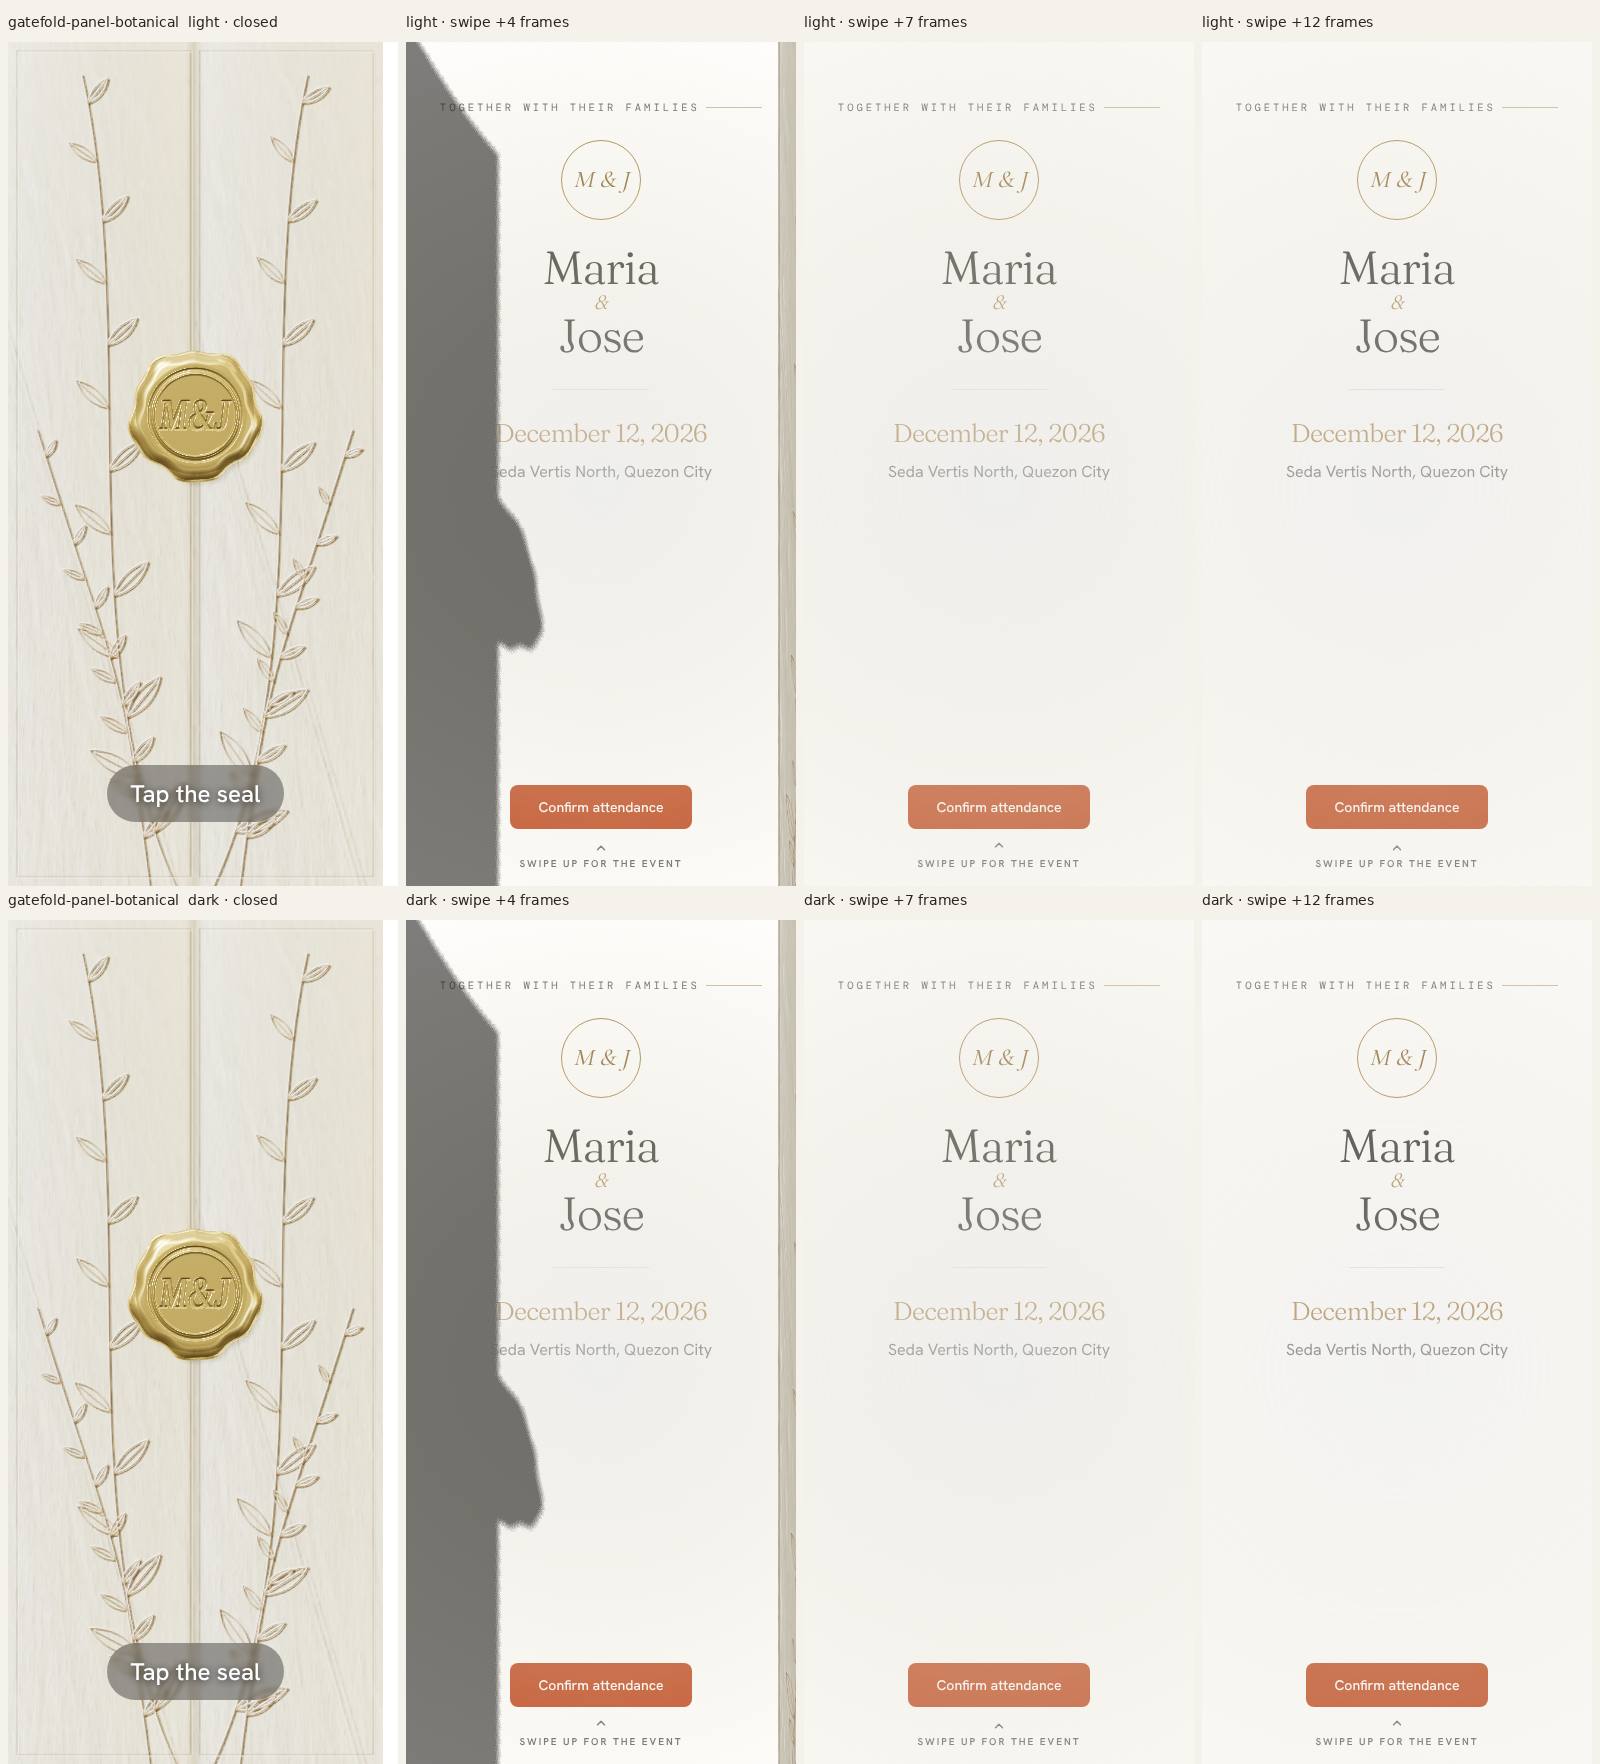 gatefold-panel-botanical light · closed
light · swipe +4 frames
light · swipe +7 frames
light · swipe +12 frames
M&J
Tap the seal
TOGETHER WITH THEIR FAMILIES
M & J
Maria
&
Jose
December 12, 2026
Seda Vertis North, Quezon City
Confirm attendance
SWIPE UP FOR THE EVENT
TOGETHER WITH THEIR FAMILIES
M & J
Maria
&
Jose
December 12, 2026
Seda Vertis North, Quezon City
Confirm attendance
SWIPE UP FOR THE EVENT
TOGETHER WITH THEIR FAMILIES
M & J
Maria
&
Jose
December 12, 2026
Seda Vertis North, Quezon City
Confirm attendance
SWIPE UP FOR THE EVENT
gatefold-panel-botanical dark · closed
dark · swipe +4 frames
dark · swipe +7 frames
dark · swipe +12 frames
M&J
Tap the seal
TOGETHER WITH THEIR FAMILIES
M & J
Maria
&
Jose
December 12, 2026
Seda Vertis North, Quezon City
Confirm attendance
SWIPE UP FOR THE EVENT
TOGETHER WITH THEIR FAMILIES
M & J
Maria
&
Jose
December 12, 2026
Seda Vertis North, Quezon City
Confirm attendance
SWIPE UP FOR THE EVENT
TOGETHER WITH THEIR FAMILIES
M & J
Maria
&
Jose
December 12, 2026
Seda Vertis North, Quezon City
Confirm attendance
SWIPE UP FOR THE EVENT